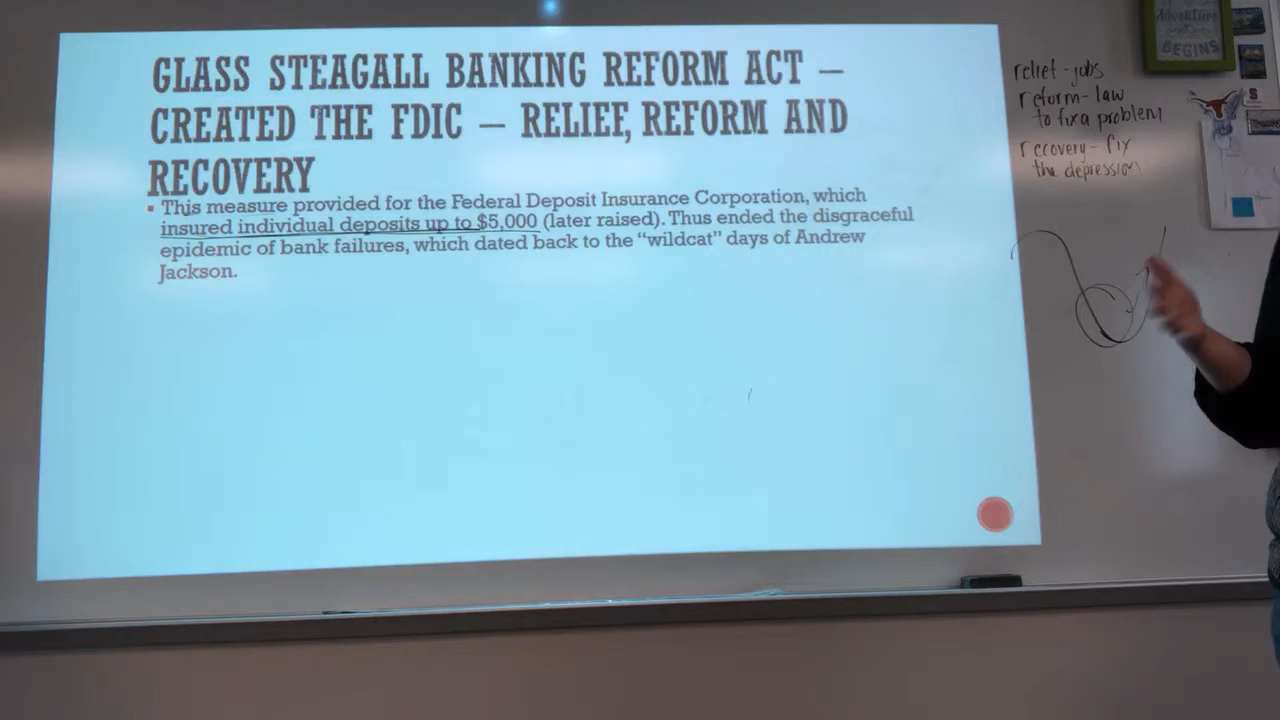 GLASS STEAGALL BANKING REFORM ACT –
CREATED THE FDIC – RELIEF, REFORM AND
RECOVERY
▪ This measure provided for the Federal Deposit Insurance Corporation, which
insured individual deposits up to $5,000 (later raised). Thus ended the disgraceful
epidemic of bank failures, which dated back to the “wildcat” days of Andrew
Jackson.
relief - jobs
reform - law
to fix a problem
recovery - fix
the depression
Adventure
BEGINS
S